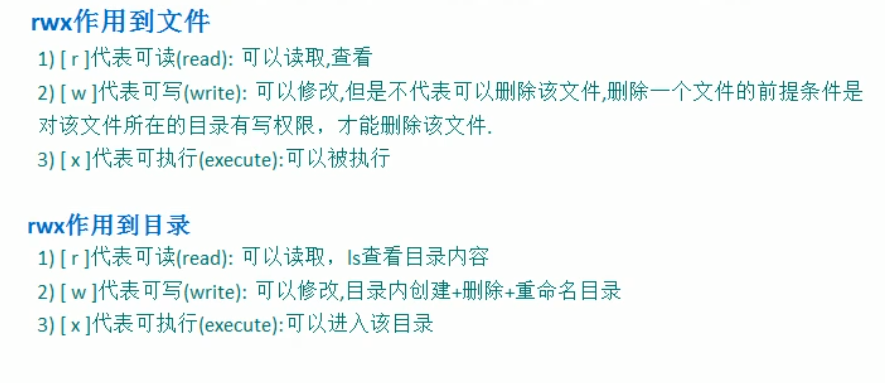 rwx作用到文件
1) [ r ]代表可读(read): 可以读取,查看
2) [ w ]代表可写(write): 可以修改,但是不代表可以删除该文件,删除一个文件的前提条件是
对该文件所在的目录有写权限，才能删除该文件.
3) [ x ]代表可执行(execute):可以被执行
rwx作用到目录
1) [ r ]代表可读(read): 可以读取，ls查看目录内容
2) [ w ]代表可写(write): 可以修改,目录内创建+删除+重命名目录
3) [ x ]代表可执行(execute):可以进入该目录